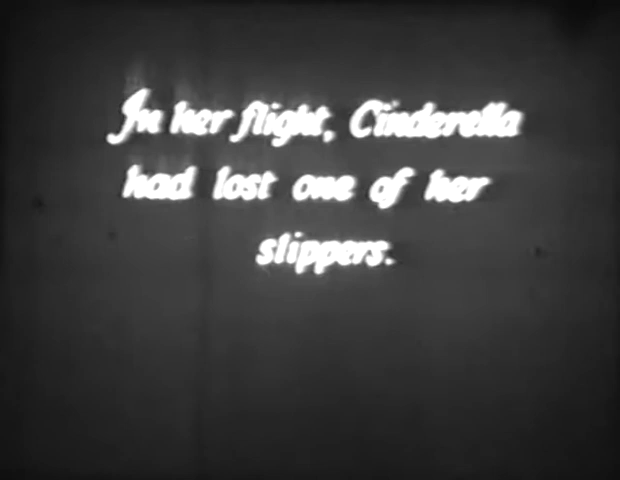 In her flight, Cinderella
had lost one of her
slippers.